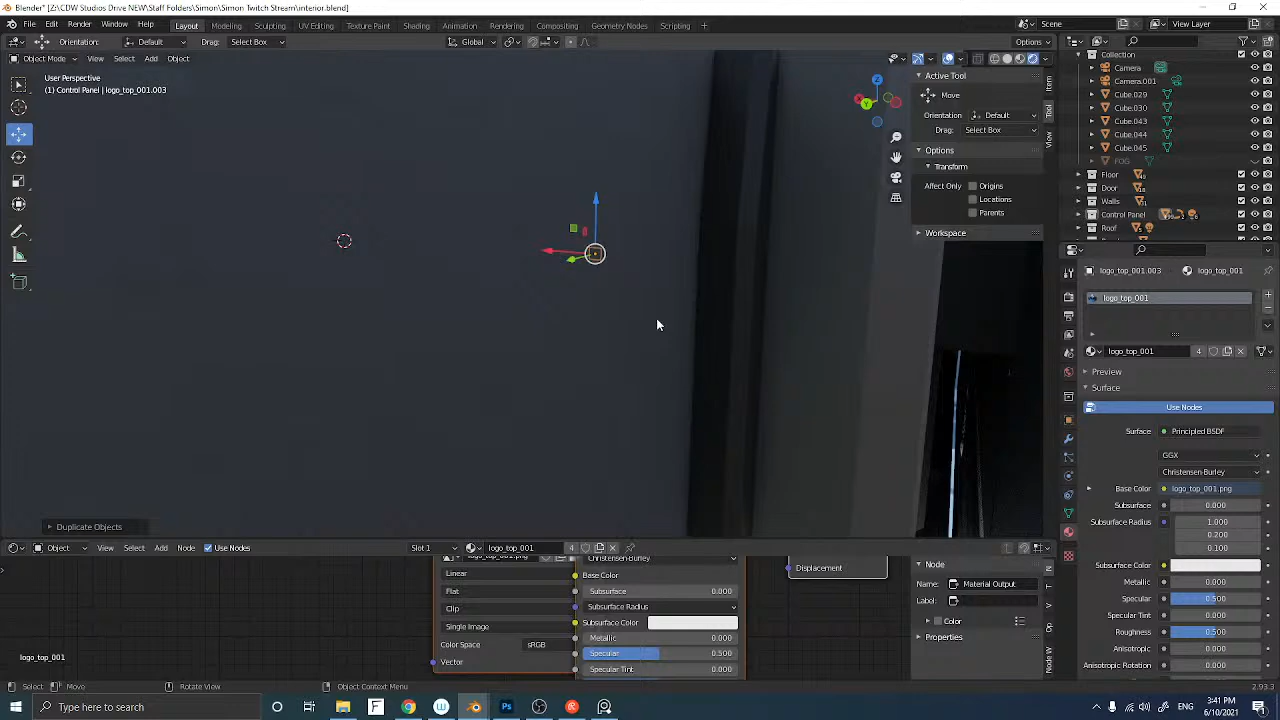 Blender* [Z:\CDW Studios Drive NEW\Staff Folders\Simon\Simon Twitch Stream\interior.blend]
File Edit Render Window Help Layout Modeling Sculpting UV Editing Texture Paint Shading Animation Rendering Compositing Geometry Nodes Scripting + Scene View Layer
Orientation: Default Drag: Select Box Global Options
Object Mode View Select Add Object
User Perspective
(1) Control Panel | logo_top_001.003
Duplicate Objects
Active Tool
Move
Orientation: Default
Drag: Select Box
Options
Transform
Affect Only Origins
Locations
Parents
Workspace
Item
Tool
View
Collection
Camera
Camera.001
Cube.029
Cube.030
Cube.043
Cube.044
Cube.045
FOG
Floor
Door
Walls
Control Panel
Roof
logo_top_001.003 logo_top_001
logo_top_001
logo_top_001 4
Preview
Surface
Use Nodes
Surface Principled BSDF
GGX
Christensen-Burley
Base Color logo_top_001.png
Subsurface 0.000
Subsurface Radius 1.000
0.200
0.100
Subsurface Color
Metallic 0.000
Specular 0.500
Specular Tint 0.000
Roughness 0.500
Anisotropic 0.000
Anisotropic Rotation 0.000
Object View Select Add Node Use Nodes Slot 1 logo_top_001 4
Linear
Flat
Clip
Single Image
Color Space sRGB
Vector
Christensen-Burley
Base Color
Subsurface 0.000
Subsurface Radius
Subsurface Color
Metallic 0.000
Specular 0.500
Specular Tint 0.000
Displacement
Node
Name: Material Output
Label:
Color
Properties
logo_top_001
Select Move Rotate View Object Context Menu 2.93.3
Type here to search
3:41 PM
6/10/2021